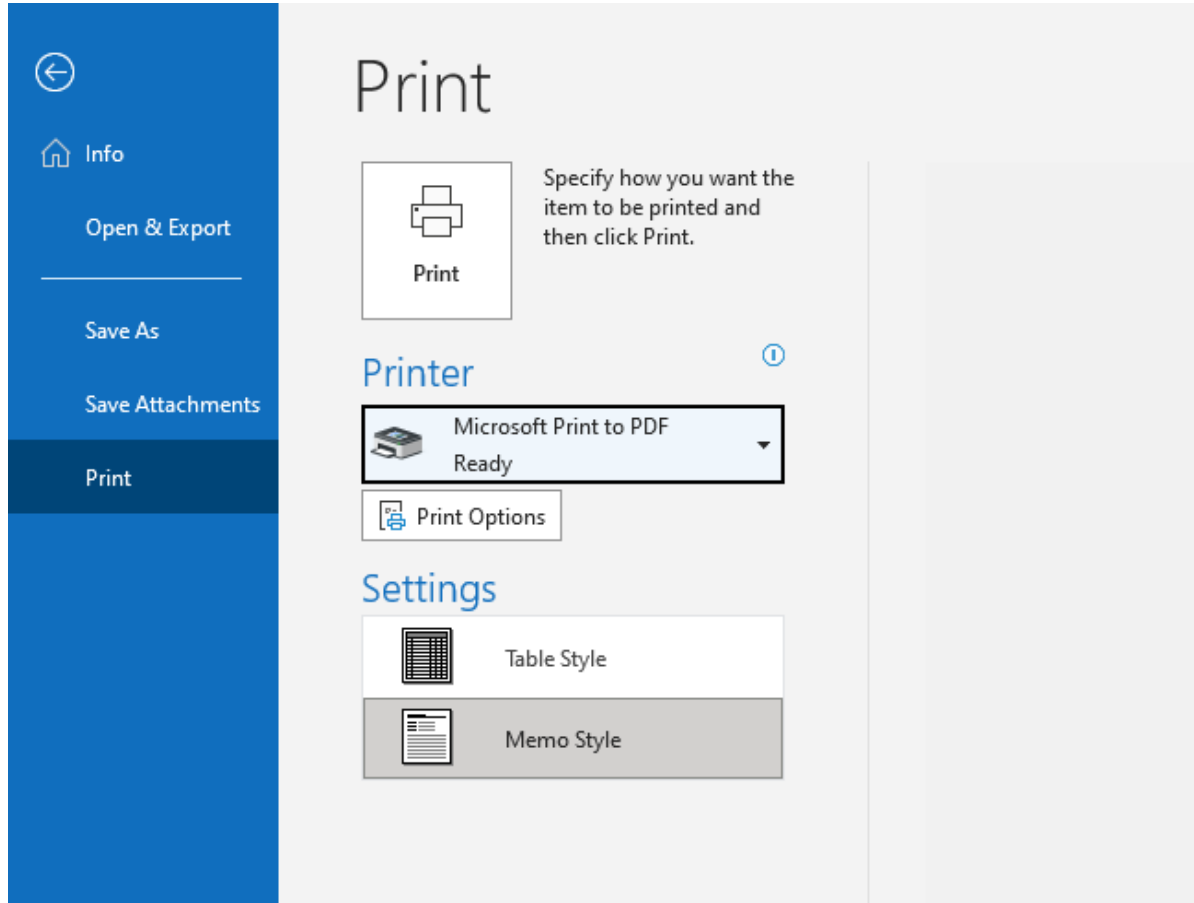 Info
Open & Export
Save As
Save Attachments
Print
Print
Print
Specify how you want the
item to be printed and
then click Print.
Printer
Microsoft Print to PDF
Ready
Print Options
Settings
Table Style
Memo Style